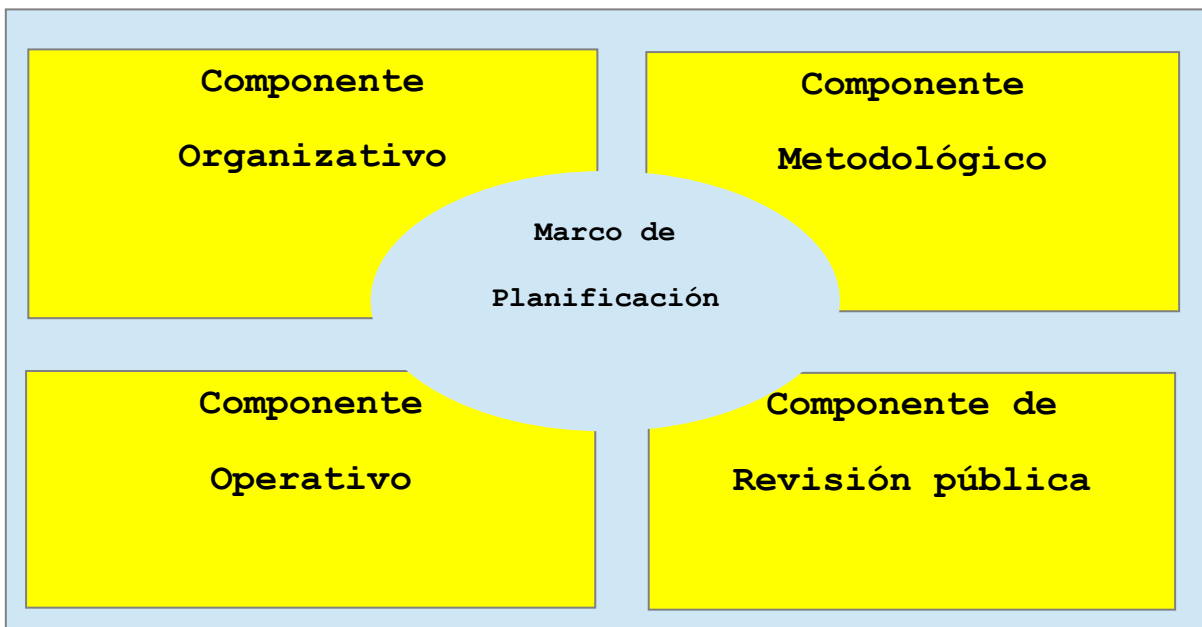 Componente
Organizativo
Componente
Metodológico
Marco de
Planificación
Componente
Operativo
Componente de
Revisión pública